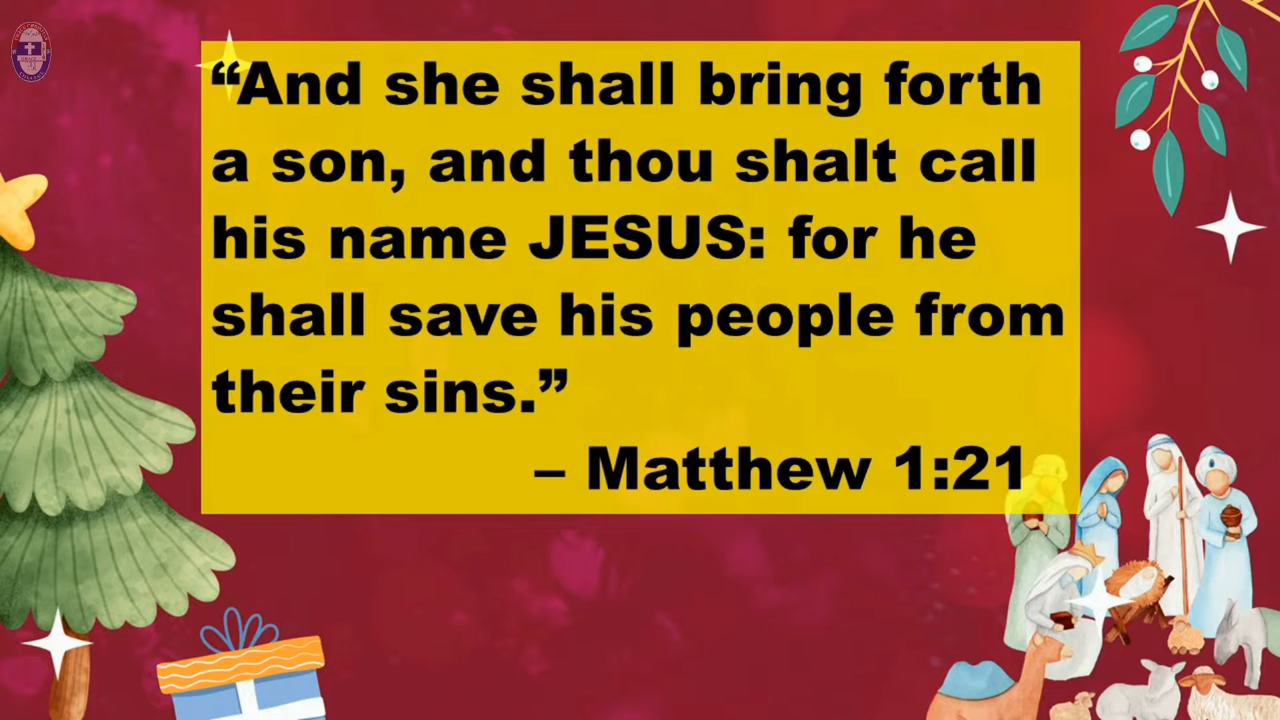 “And she shall bring forth
a son, and thou shalt call
his name JESUS: for he
shall save his people from
their sins.”
– Matthew 1:21